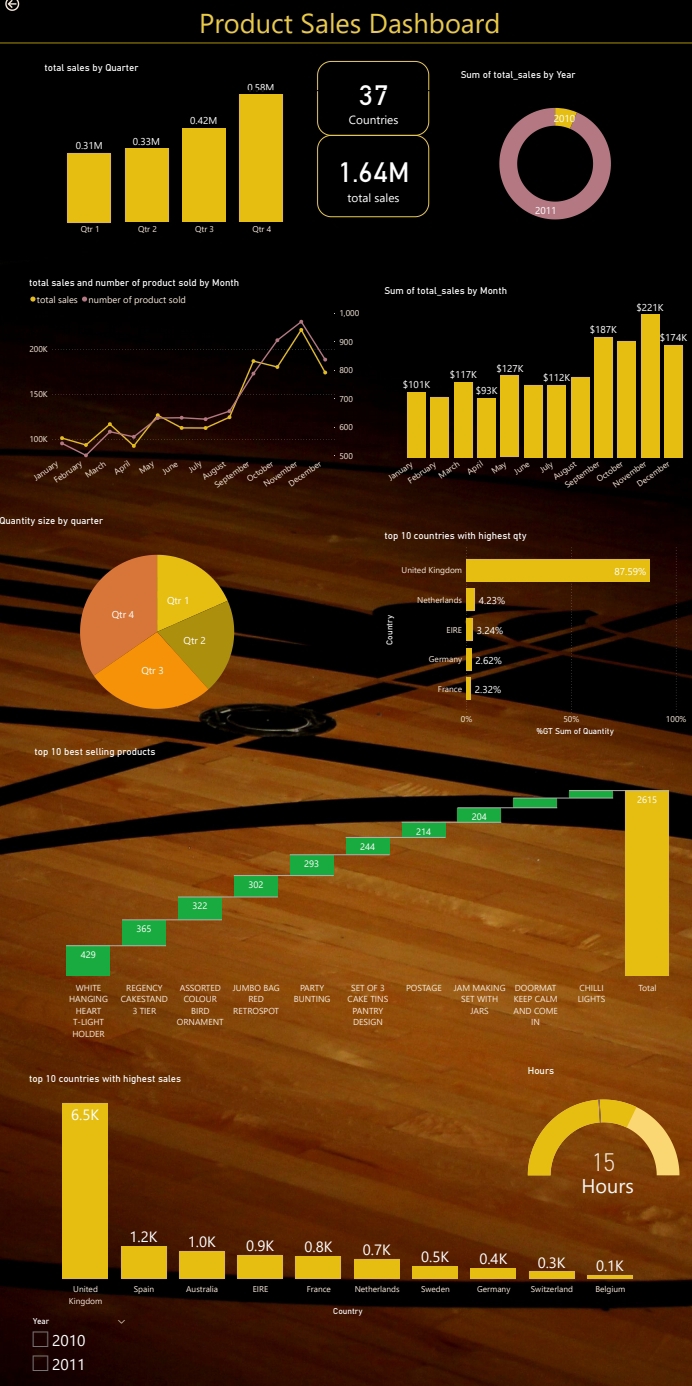 Product Sales Dashboard
total sales by Quarter
0.31M
0.33M
0.42M
0.58M
Qtr 1
Qtr 2
Qtr 3
Qtr 4
37
Countries
1.64M
total sales
Sum of total_sales by Year
2010
2011
total sales and number of product sold by Month
total sales number of product sold
200K
150K
100K
1,000
900
800
700
600
500
January
February
March
April
May
June
July
August
September
October
November
December
Sum of total_sales by Month
$101K
$117K
$93K
$127K
$112K
$187K
$221K
$174K
January
February
March
April
May
June
July
August
September
October
November
December
Quantity size by quarter
Qtr 1
Qtr 2
Qtr 3
Qtr 4
top 10 countries with highest qty
Country
United Kingdom 87.59%
Netherlands 4.23%
EIRE 3.24%
Germany 2.62%
France 2.32%
0% 50% 100%
%GT Sum of Quantity
top 10 best selling products
429
365
322
302
293
244
214
204
2615
WHITE
HANGING
HEART
T-LIGHT
HOLDER
REGENCY
CAKESTAND
3 TIER
ASSORTED
COLOUR
BIRD
ORNAMENT
JUMBO BAG
RED
RETROSPOT
PARTY
BUNTING
SET OF 3
CAKE TINS
PANTRY
DESIGN
POSTAGE
JAM MAKING
SET WITH
JARS
DOORMAT
KEEP CALM
AND COME
IN
CHILLI
LIGHTS
Total
top 10 countries with highest sales
6.5K
1.2K
1.0K
0.9K
0.8K
0.7K
0.5K
0.4K
0.3K
0.1K
United
Kingdom
Spain
Australia
EIRE
France
Netherlands
Sweden
Germany
Switzerland
Belgium
Country
Hours
15
Hours
Year
2010
2011